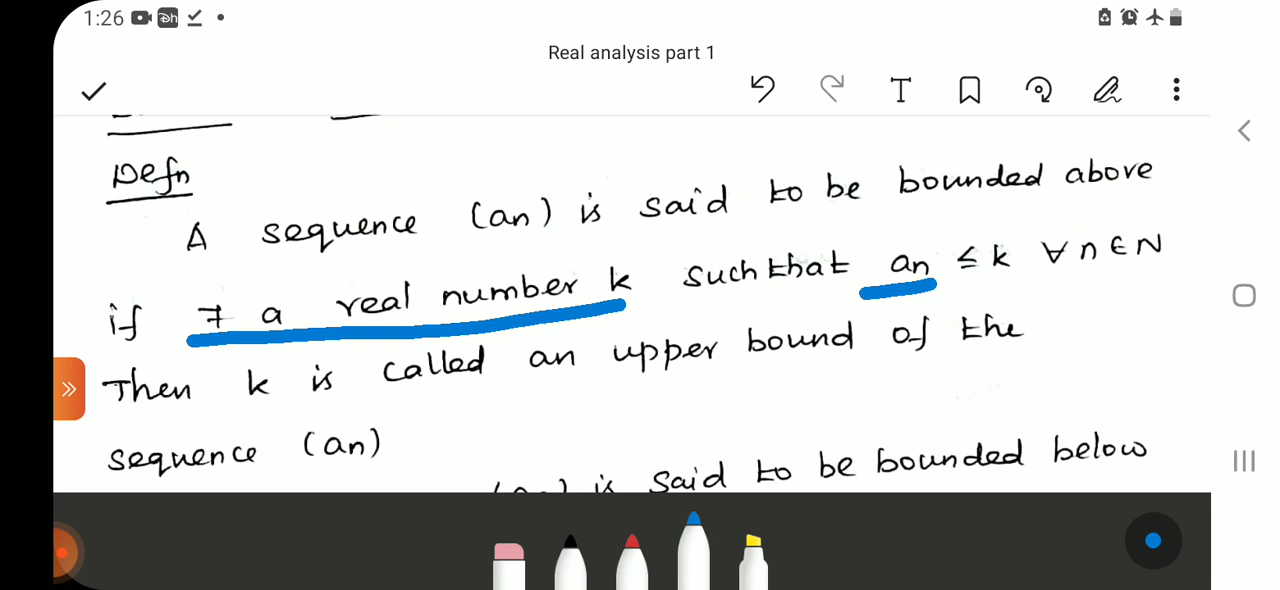 1:26
Real analysis part 1
T
Defn
A sequence (an) is said to be bounded above
if ∃ a real number k such that an ≤ k ∀ n ∈ N
Then k is called an upper bound of the
sequence (an)
is said to be bounded below